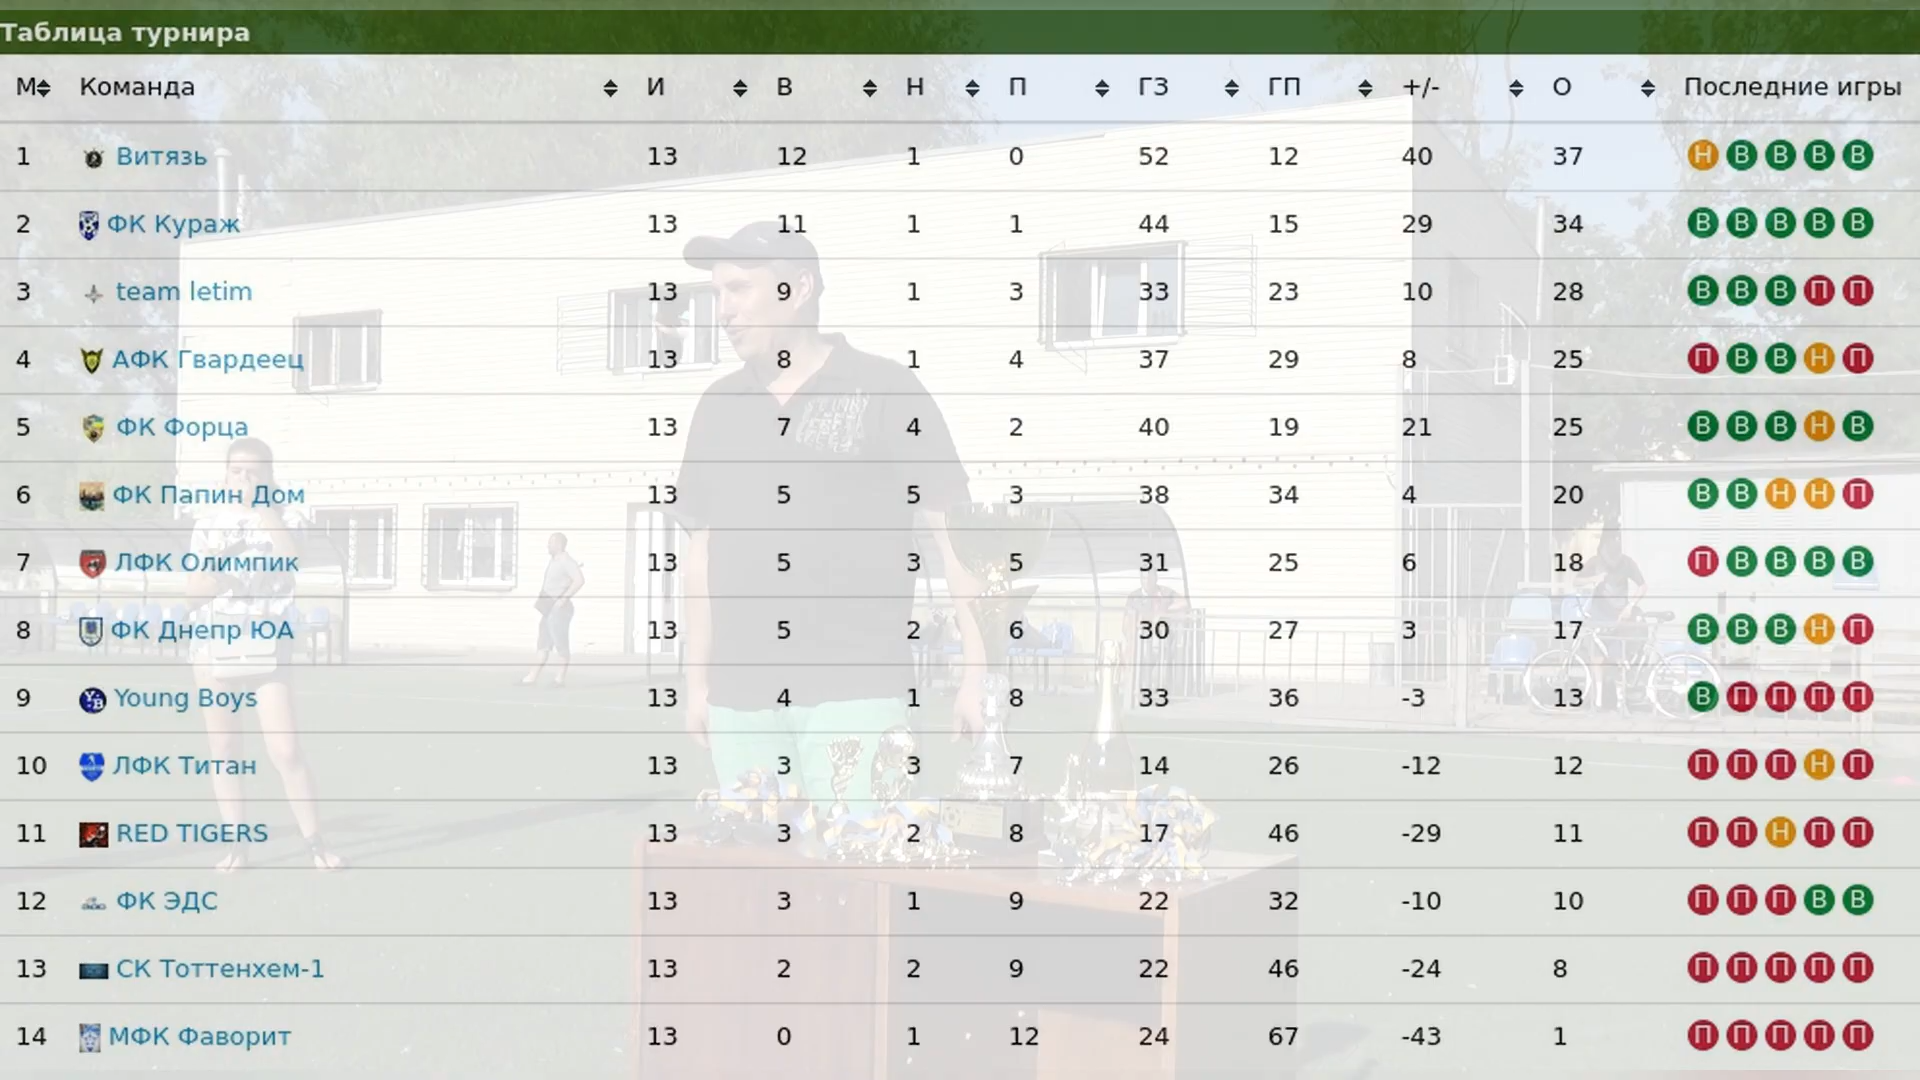 Таблица турнира
М Команда И В Н П ГЗ ГП +/- О Последние игры
1 Витязь 13 12 1 0 52 12 40 37 Н В В В В
2 ФК Кураж 13 11 1 1 44 15 29 34 В В В В В
3 team letim 13 9 1 3 33 23 10 28 В В В П П
4 АФК Гвардеец 13 8 1 4 37 29 8 25 П В В Н П
5 ФК Форца 13 7 4 2 40 19 21 25 В В В Н В
6 ФК Папин Дом 13 5 5 3 38 34 4 20 В В Н Н П
7 ЛФК Олимпик 13 5 3 5 31 25 6 18 П В В В В
8 ФК Днепр ЮА 13 5 2 6 30 27 3 17 В В В Н П
9 Young Boys 13 4 1 8 33 36 -3 13 В П П П П
10 ЛФК Титан 13 3 3 7 14 26 -12 12 П П П Н П
11 RED TIGERS 13 3 2 8 17 46 -29 11 П П Н П П
12 ФК ЭДС 13 3 1 9 22 32 -10 10 П П П В В
13 СК Тоттенхем-1 13 2 2 9 22 46 -24 8 П П П П П
14 МФК Фаворит 13 0 1 12 24 67 -43 1 П П П П П